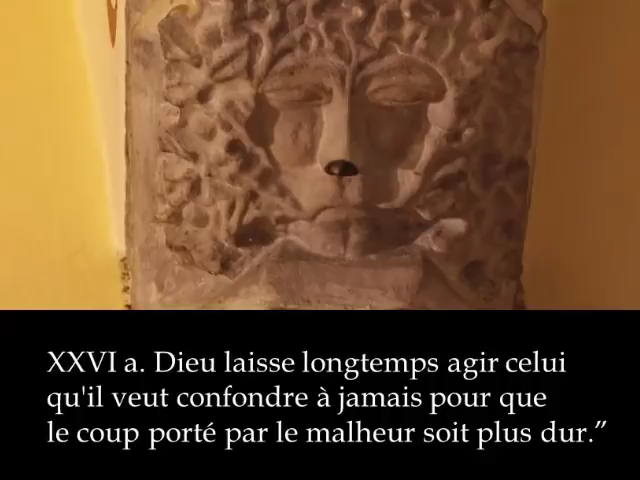 XXVI a. Dieu laisse longtemps agir celui
qu'il veut confondre à jamais pour que
le coup porté par le malheur soit plus dur.”